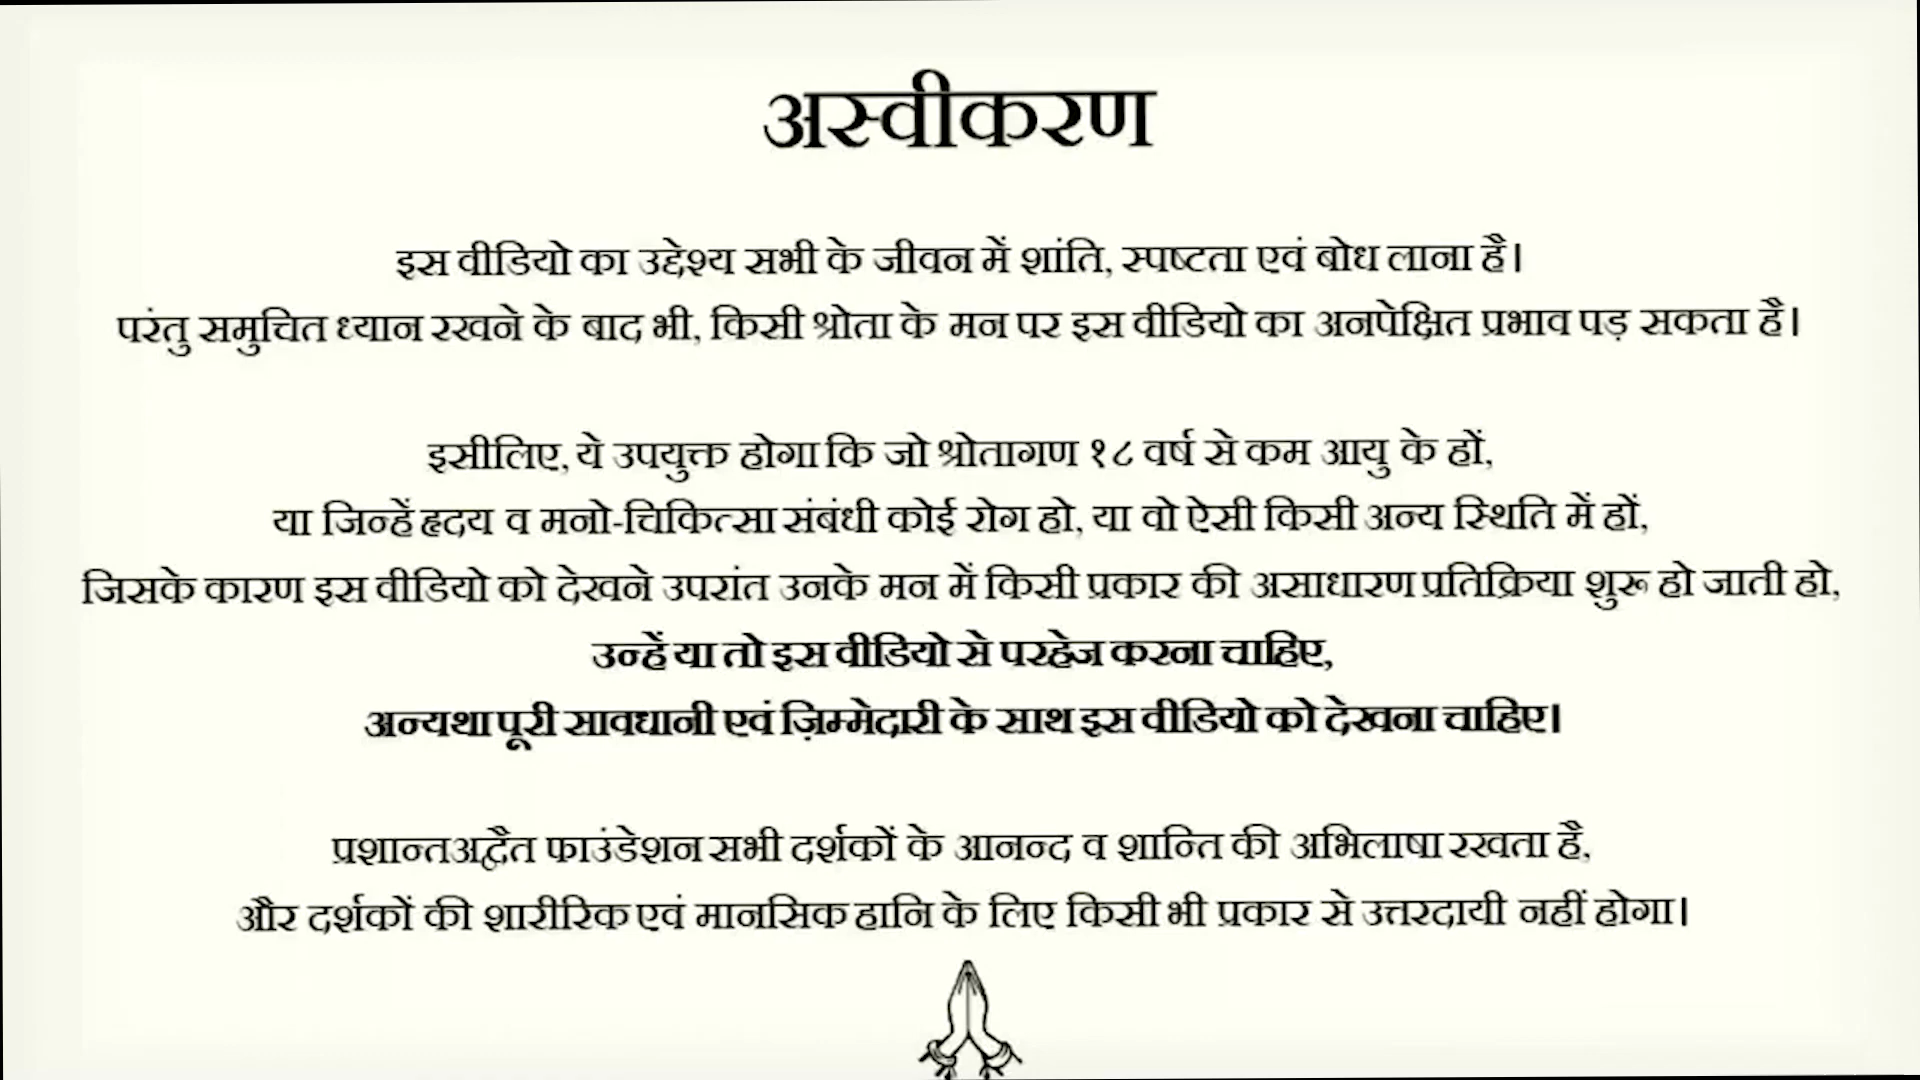 अस्वीकरण
इस वीडियो का उद्देश्य सभी के जीवन में शांति, स्पष्टता एवं बोध लाना है।
परंतु समुचित ध्यान रखने के बाद भी, किसी श्रोता के मन पर इस वीडियो का अनपेक्षित प्रभाव पड़ सकता है।
इसीलिए, ये उपयुक्त होगा कि जो श्रोतागण १८ वर्ष से कम आयु के हों,
या जिन्हें हृदय व मनो-चिकित्सा संबंधी कोई रोग हो, या वो ऐसी किसी अन्य स्थिति में हों,
जिसके कारण इस वीडियो को देखने उपरांत उनके मन में किसी प्रकार की असाधारण प्रतिक्रिया शुरू हो जाती हो,
उन्हें या तो इस वीडियो से परहेज करना चाहिए,
अन्यथा पूरी सावधानी एवं ज़िम्मेदारी के साथ इस वीडियो को देखना चाहिए।
प्रशान्तअद्वैत फाउंडेशन सभी दर्शकों के आनन्द व शान्ति की अभिलाषा रखता है,
और दर्शकों की शारीरिक एवं मानसिक हानि के लिए किसी भी प्रकार से उत्तरदायी नहीं होगा।